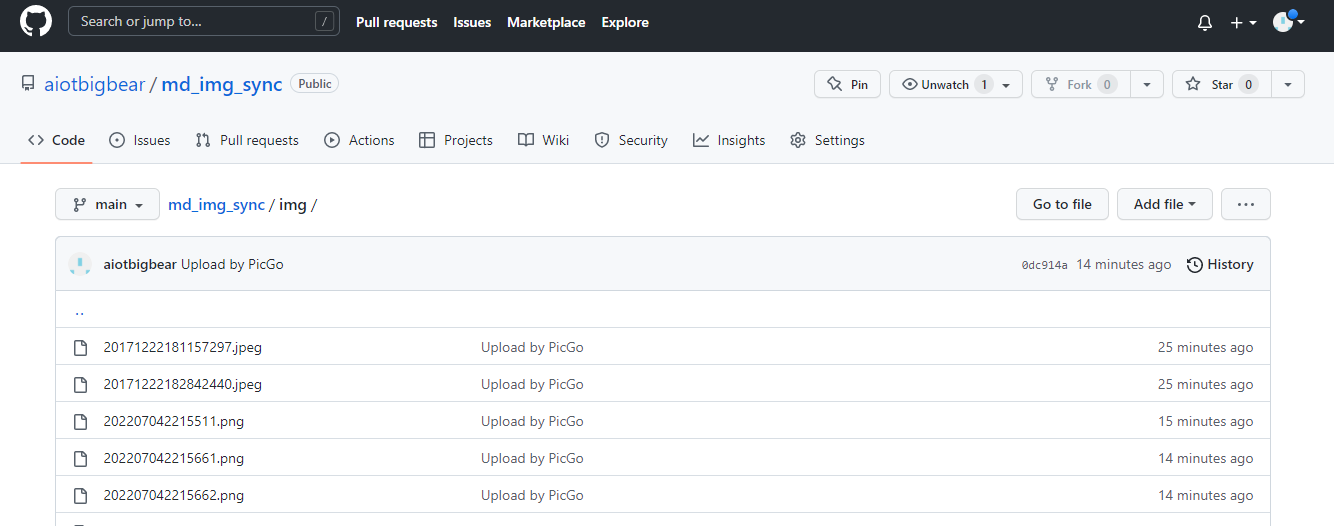 Search or jump to... /
Pull requests Issues Marketplace Explore
aiotbigbear / md_img_sync Public
Pin Unwatch 1 Fork 0 Star 0
Code Issues Pull requests Actions Projects Wiki Security Insights Settings
main md_img_sync / img / Go to file Add file ...
aiotbigbear Upload by PicGo 0dc914a 14 minutes ago History
..
20171222181157297.jpeg Upload by PicGo 25 minutes ago
20171222182842440.jpeg Upload by PicGo 25 minutes ago
202207042215511.png Upload by PicGo 15 minutes ago
202207042215661.png Upload by PicGo 14 minutes ago
202207042215662.png Upload by PicGo 14 minutes ago